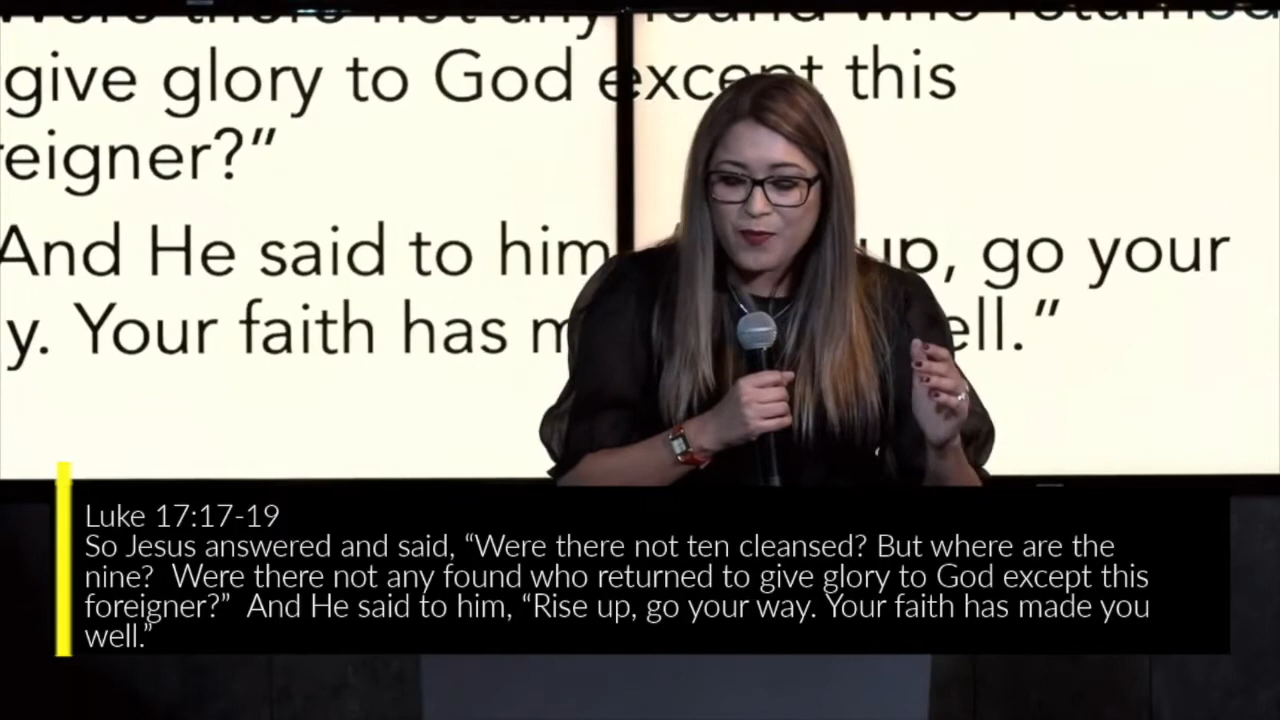 give glory to God except this
eigner?”
And He said to him up, go your
y. Your faith has
Luke 17:17-19
So Jesus answered and said, “Were there not ten cleansed? But where are the
nine?  Were there not any found who returned to give glory to God except this
foreigner?”  And He said to him, “Rise up, go your way. Your faith has made you
well.”